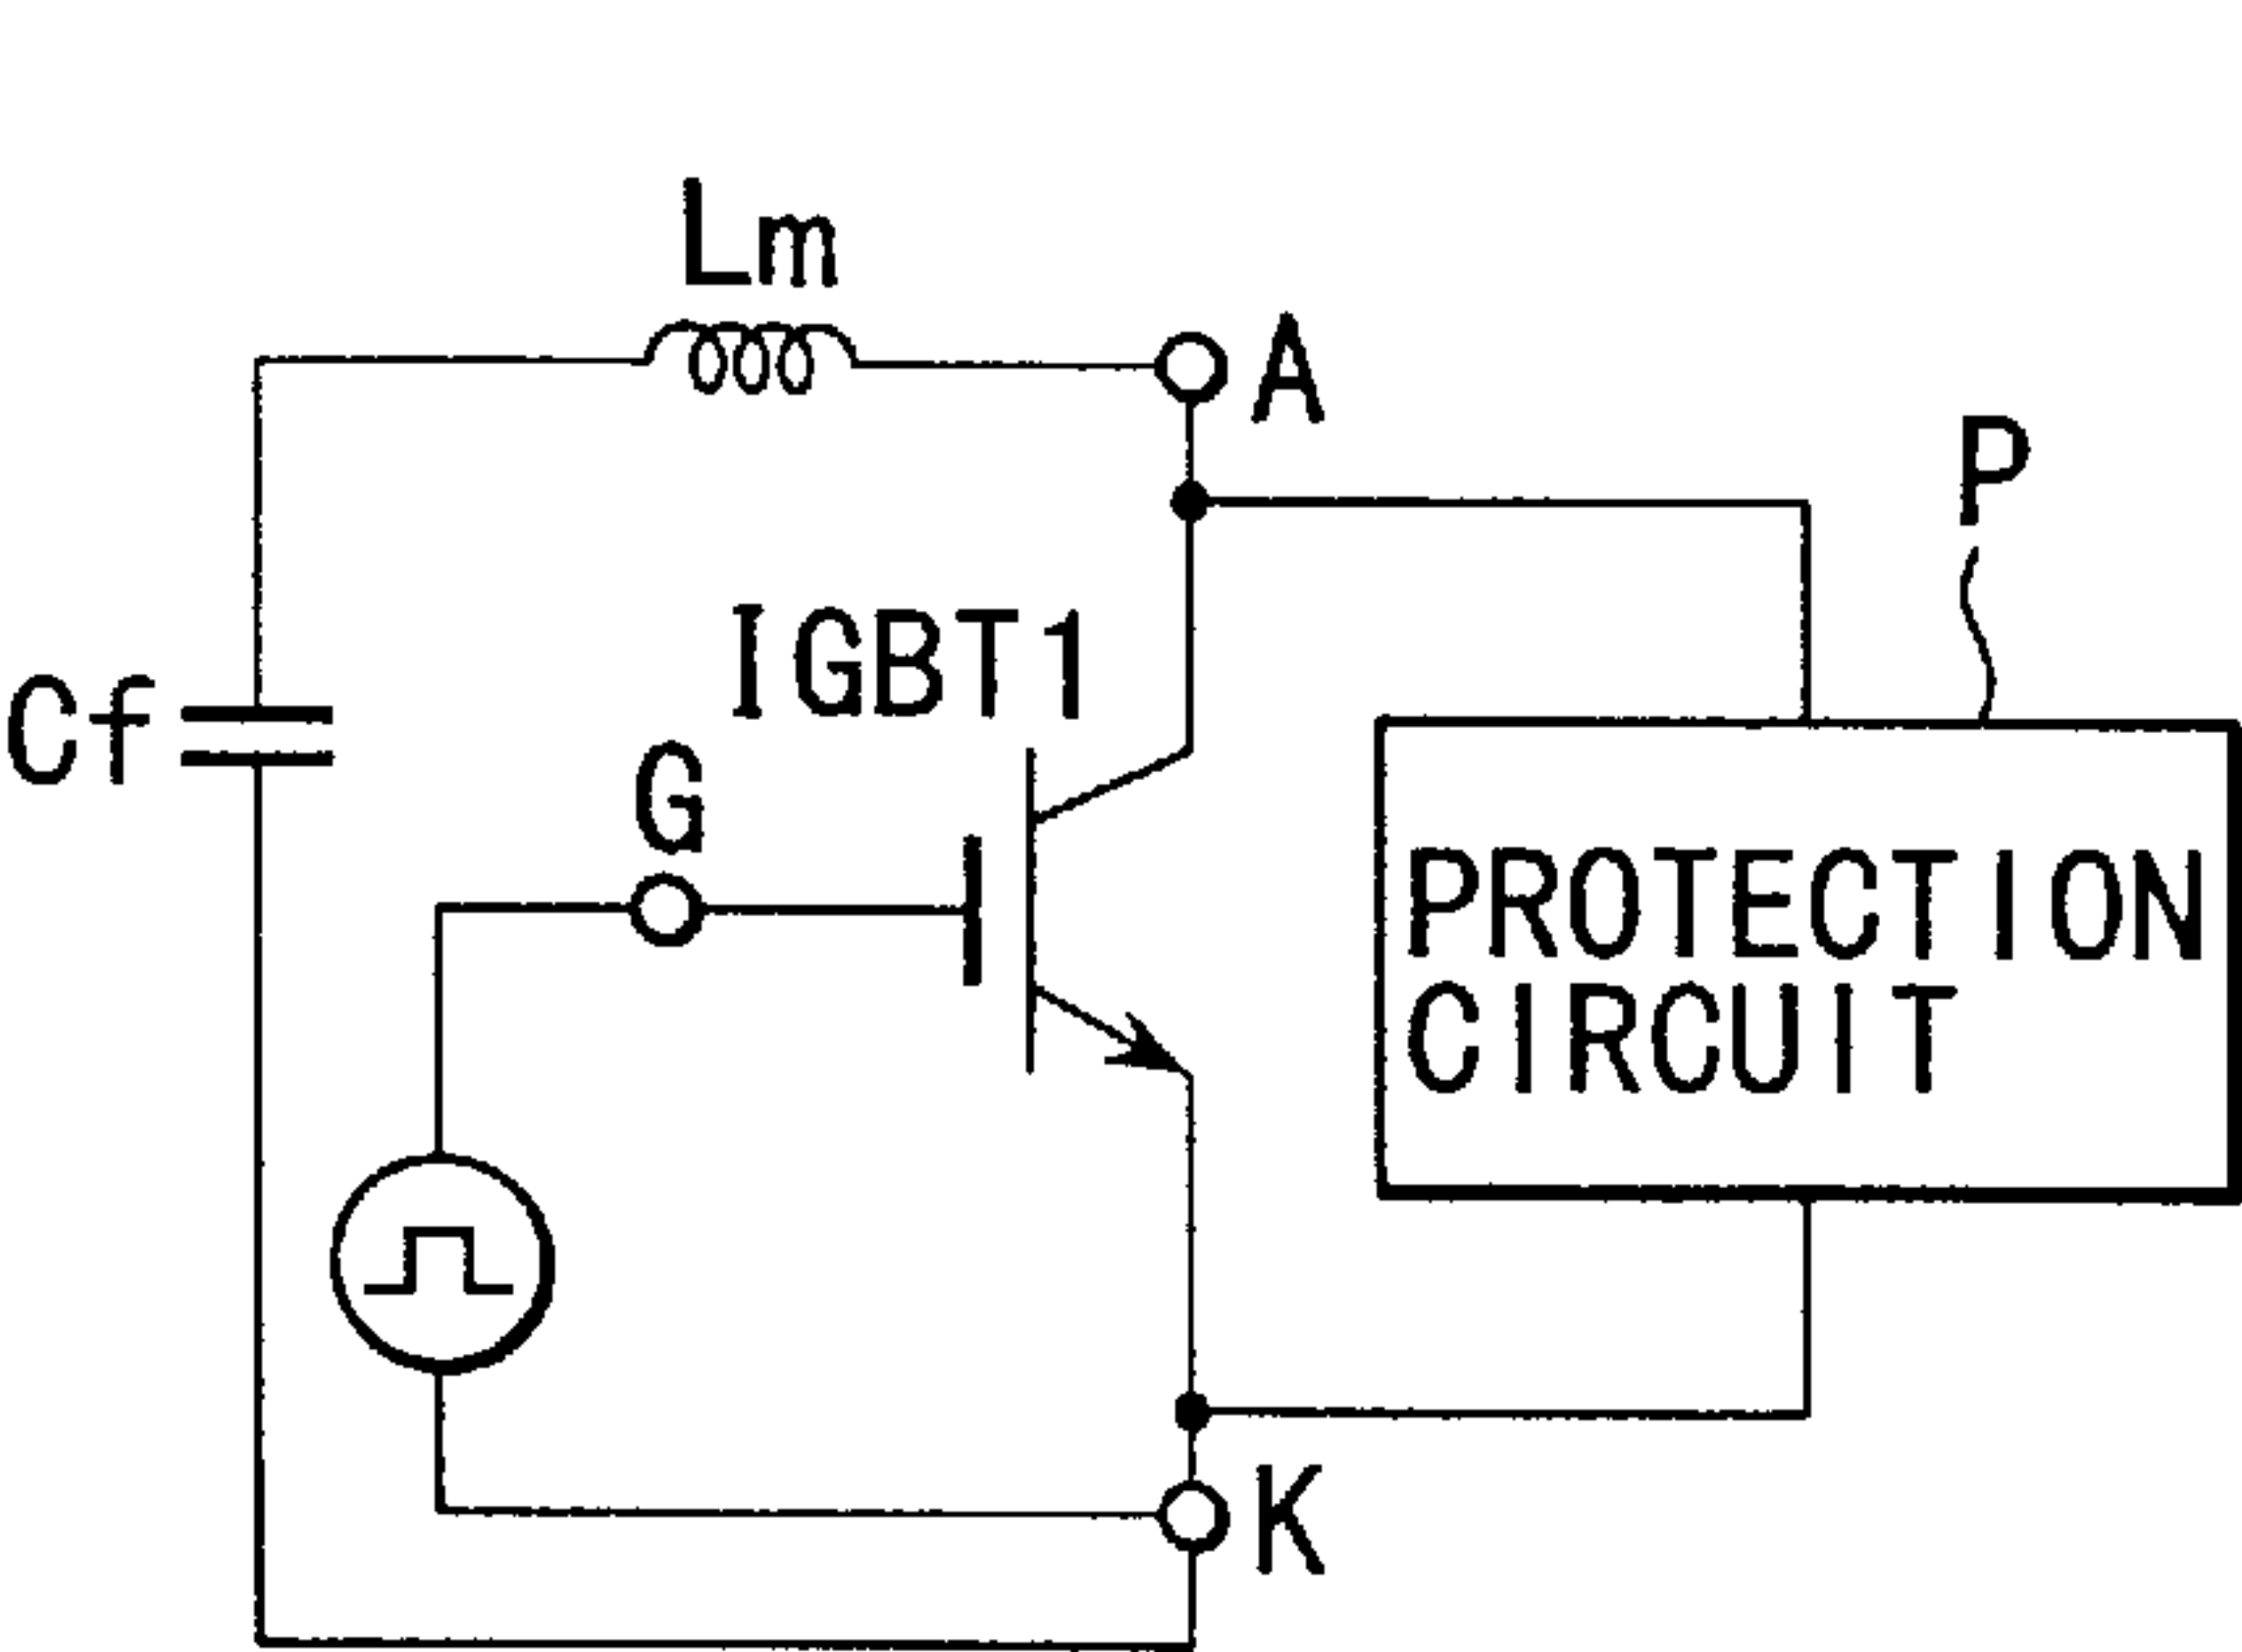 Lm
A
P
IGBT1
Cf
G
PROTECTION
CIRCUIT
K